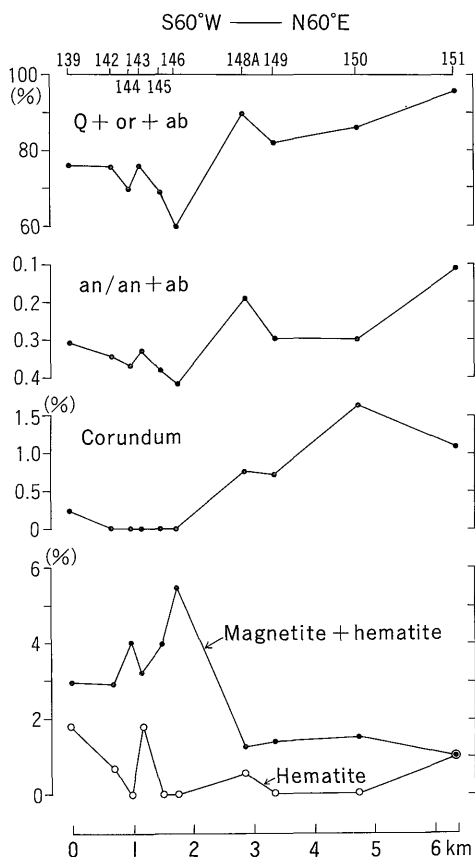 S60°W — N60°E
139 142 143 146 148A 149 150 151
144 145
100
(%)
Q + or + ab
80
60
0.1
an/an + ab
0.2
0.3
0.4
(%)
1.5
Corundum
1.0
0.5
0
(%)
6
Magnetite + hematite
4
2
Hematite
0
0 1 2 3 4 5 6 km